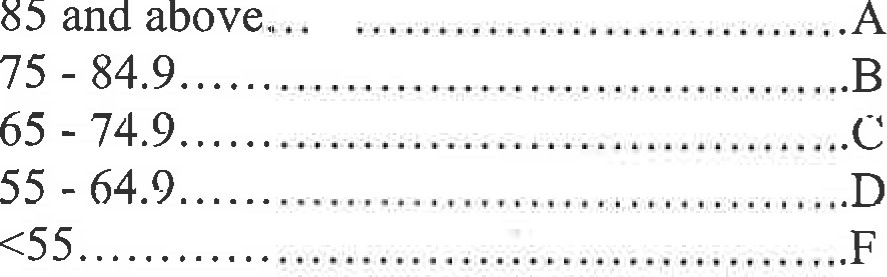 85 and above.... ..................................A
75 - 84.9.............................................B
65 - 74.9.............................................C
55 - 64.9.............................................D
<55.....................................................F